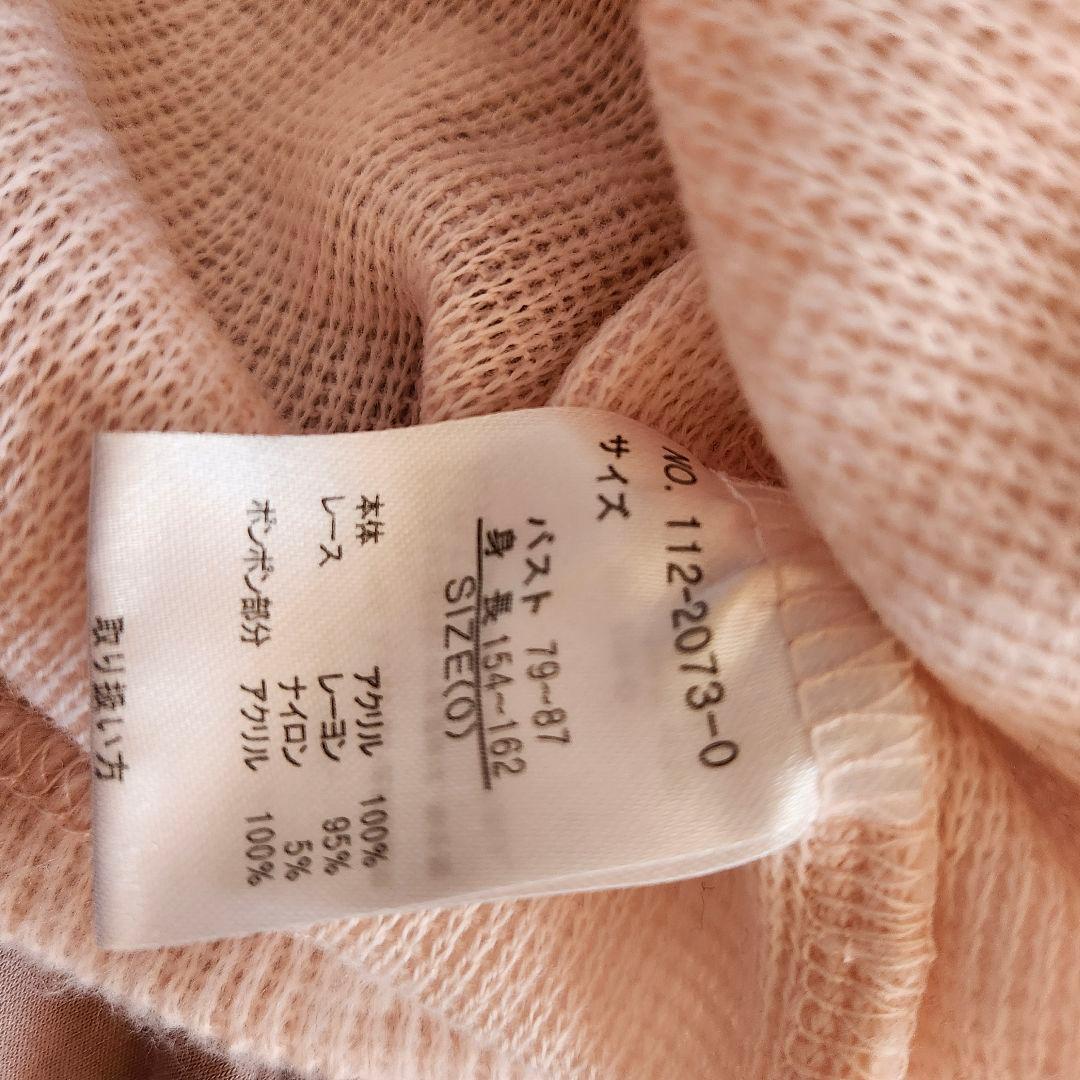 NO. 112-2073-0
サイズ
バスト 79~87
身 長 154~162
SIZE(0)
本体 アクリル 100%
レース レーヨン 95%
ナイロン 5%
ポンポン部分 アクリル 100%
取り扱い方